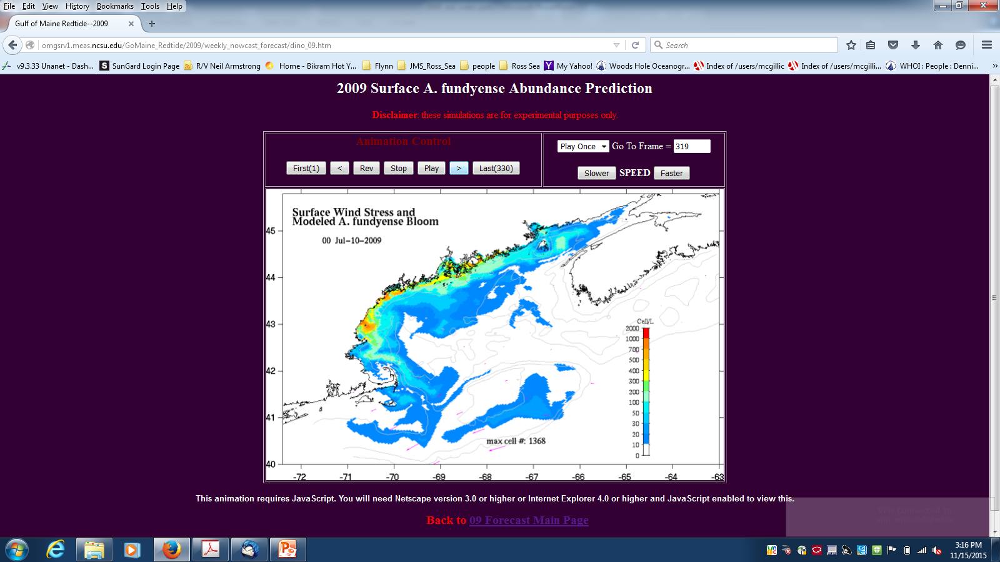 File Edit View History Bookmarks Tools Help
Gulf of Maine Redtide--2009
omgsrv1.meas.ncsu.edu/GoMaine_Redtide/2009/weekly_nowcast_forecast/dino_09.htm
Search
v9.3.33 Unanet - Dash... SunGard Login Page R/V Neil Armstrong Home - Bikram Hot Y... Flynn JMS_Ross_Sea people Ross Sea My Yahoo! Woods Hole Oceanogr... Index of /users/mcgillic Index of /users/mcgilli... WHOI : People : Denni...
2009 Surface A. fundyense Abundance Prediction
Disclaimer: these simulations are for experimental purposes only.
Animation Control
Play Once Go To Frame = 319
First(1) < Rev Stop Play > Last(330)
Slower SPEED Faster
Surface Wind Stress and
Modeled A. fundyense Bloom
00 Jul-10-2009
45
44
43
42
41
40
Cell/L
2000
1000
700
500
400
300
200
100
50
30
20
10
0
max cell #: 1368
-72 -71 -70 -69 -68 -67 -66 -65 -64 -63
This animation requires JavaScript. You will need Netscape version 3.0 or higher or Internet Explorer 4.0 or higher and JavaScript enabled to view this.
Back to 09 Forecast Main Page
3:16 PM
11/15/2015